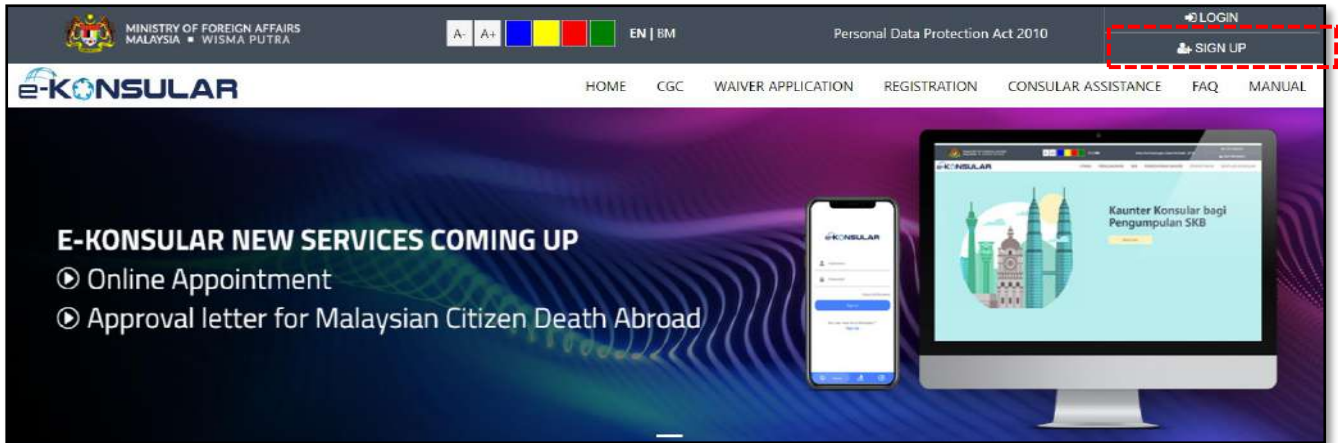 MINISTRY OF FOREIGN AFFAIRS
MALAYSIA ▪ WISMA PUTRA
A- A+
EN | BM
Personal Data Protection Act 2010
LOGIN
SIGN UP
e-KONSULAR
HOME CGC WAIVER APPLICATION REGISTRATION CONSULAR ASSISTANCE FAQ MANUAL
E-KONSULAR NEW SERVICES COMING UP
Online Appointment
Approval letter for Malaysian Citizen Death Abroad
e-KONSULAR
e-KONSULAR
Kaunter Konsular bagi
Pengumpulan SKB